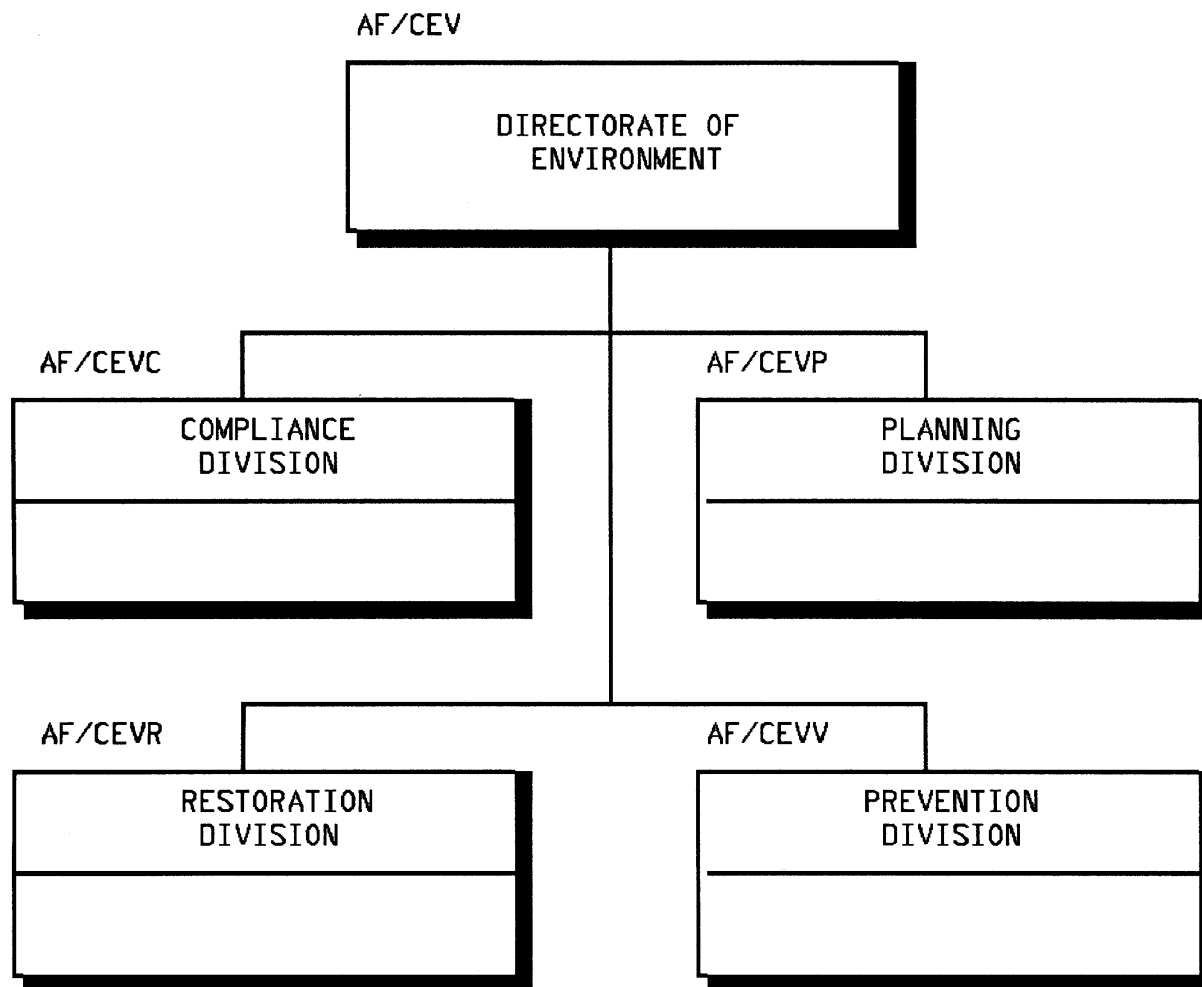 AF/CEV
DIRECTORATE OF
ENVIRONMENT
AF/CEVC
COMPLIANCE
DIVISION
AF/CEVP
PLANNING
DIVISION
AF/CEVR
RESTORATION
DIVISION
AF/CEVV
PREVENTION
DIVISION